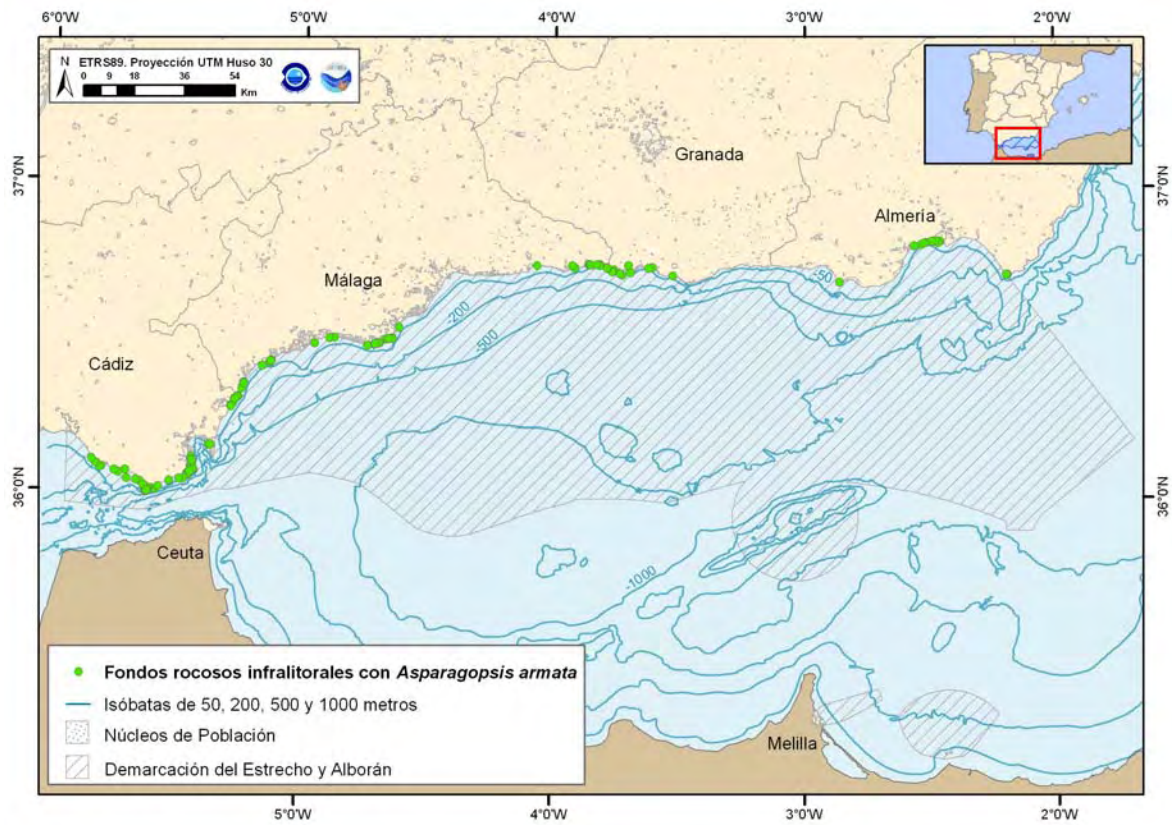 6°0'W 5°0'W 4°0'W 3°0'W 2°0'W
N ETRS89. Proyección UTM Huso 30
0 9 18 36 54
Km
Granada
37°0'N
37°0'N
Almería
Málaga
-50
-200
-500
Cádiz
36°0'N
36°0'N
Ceuta
-1000
Fondos rocosos infralitorales con Asparagopsis armata
Isóbatas de 50, 200, 500 y 1000 metros
Núcleos de Población
Melilla
Demarcación del Estrecho y Alborán
5°0'W 4°0'W 3°0'W 2°0'W